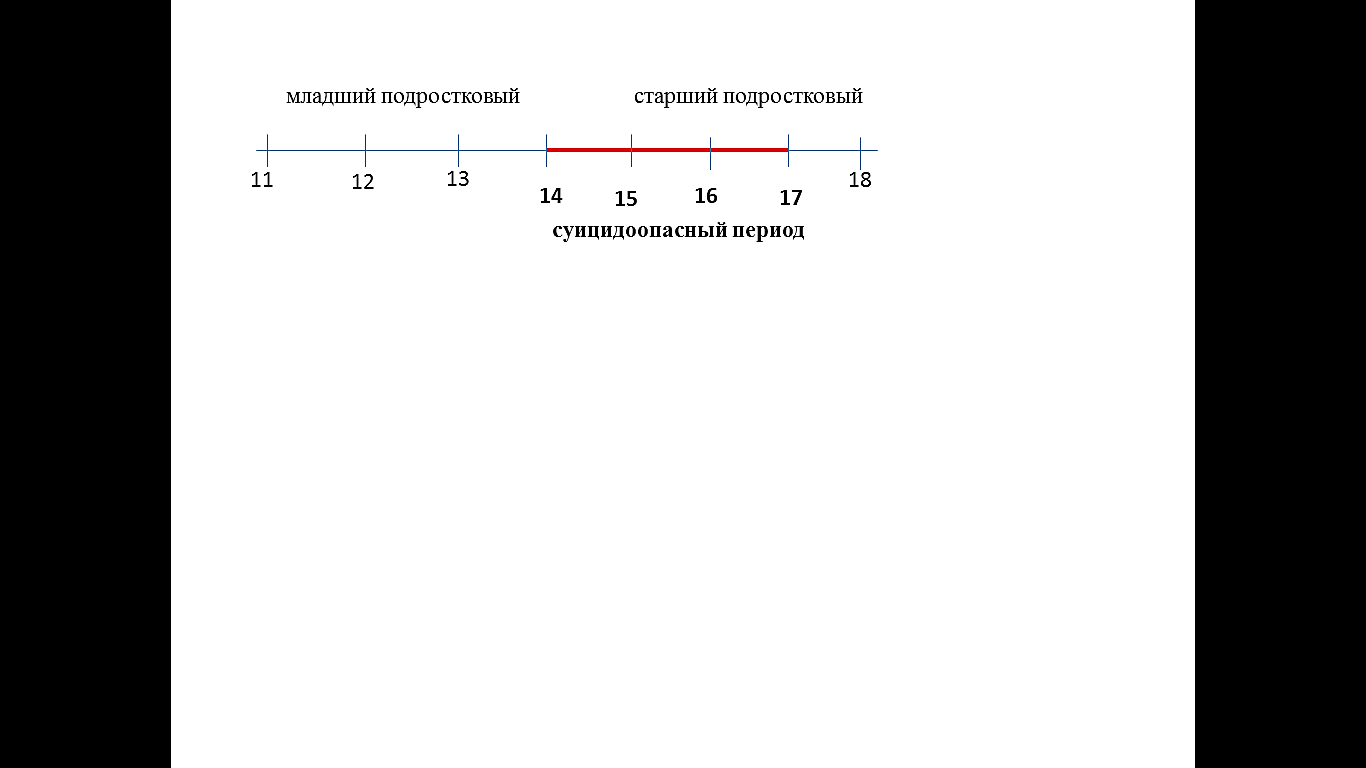 младший подростковый старший подростковый
11 12 13 14 15 16 17 18
суицидоопасный период